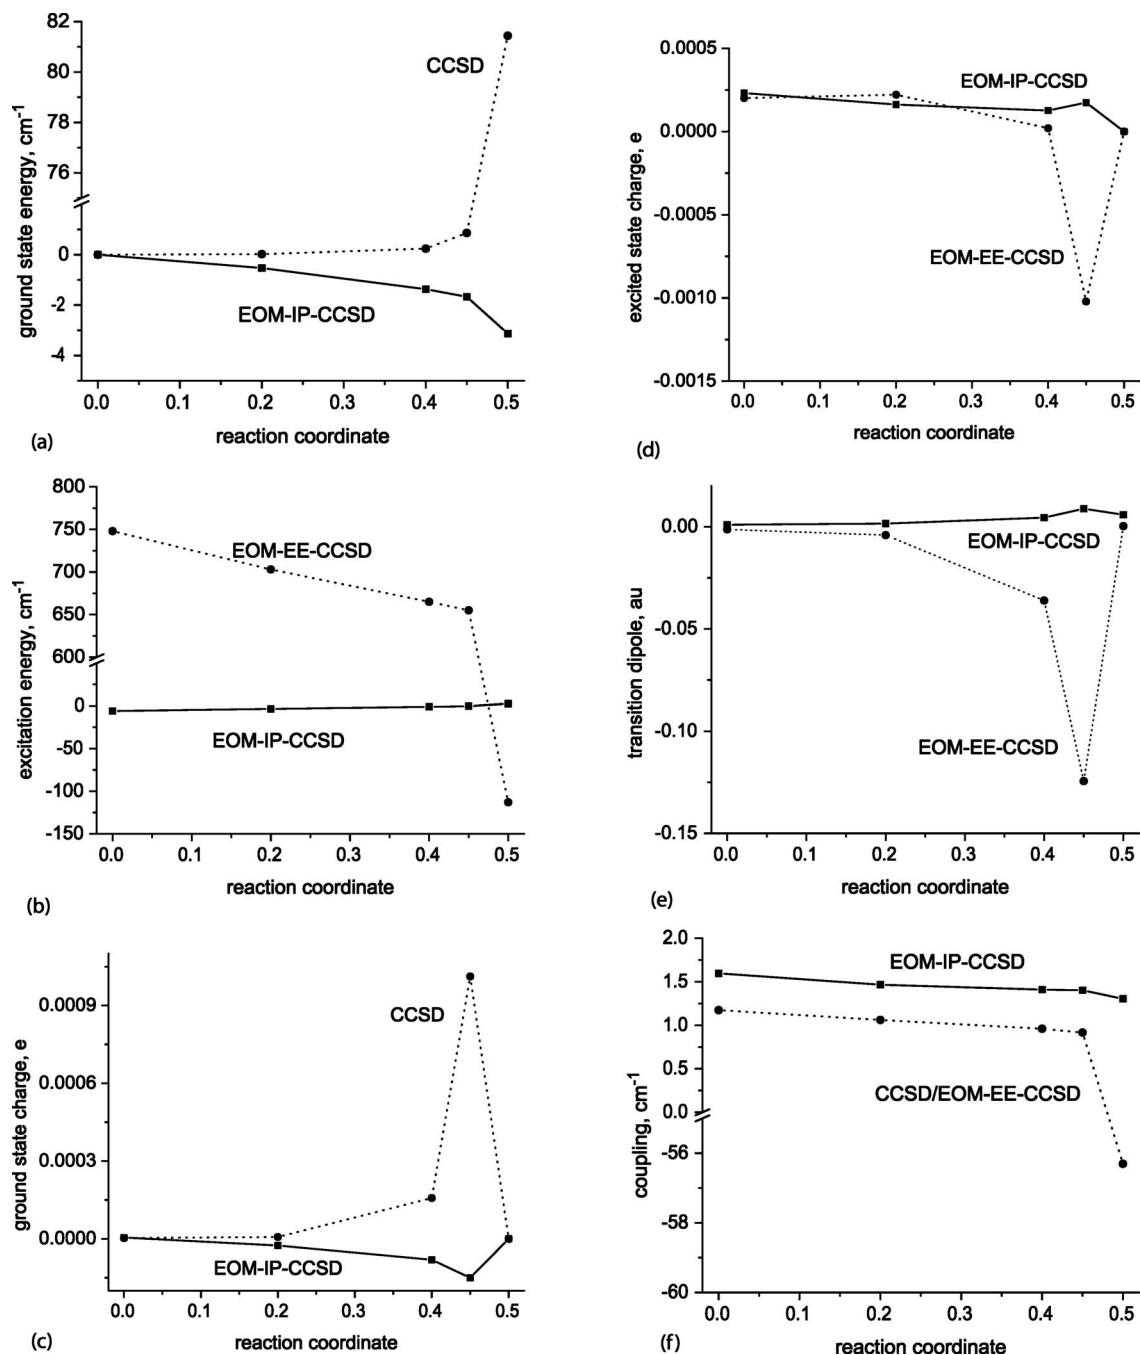 82
80
78
76
0
-2
-4
ground state energy, cm-1
CCSD
EOM-IP-CCSD
0.0 0.1 0.2 0.3 0.4 0.5
reaction coordinate
(a)
0.0005
0.0000
-0.0005
-0.0010
-0.0015
excited state charge, e
EOM-IP-CCSD
EOM-EE-CCSD
0.0 0.1 0.2 0.3 0.4 0.5
reaction coordinate
(d)
800
750
700
650
600
0
-50
-100
-150
excitation energy, cm-1
EOM-EE-CCSD
EOM-IP-CCSD
0.0 0.1 0.2 0.3 0.4 0.5
reaction coordinate
(b)
0.00
-0.05
-0.10
-0.15
transition dipole, au
EOM-IP-CCSD
EOM-EE-CCSD
0.0 0.1 0.2 0.3 0.4 0.5
reaction coordinate
(e)
0.0009
0.0006
0.0003
0.0000
ground state charge, e
CCSD
EOM-IP-CCSD
0.0 0.1 0.2 0.3 0.4 0.5
reaction coordinate
(c)
2.0
1.5
1.0
0.5
0.0
-56
-58
-60
coupling, cm-1
EOM-IP-CCSD
CCSD/EOM-EE-CCSD
0.0 0.1 0.2 0.3 0.4 0.5
reaction coordinate
(f)